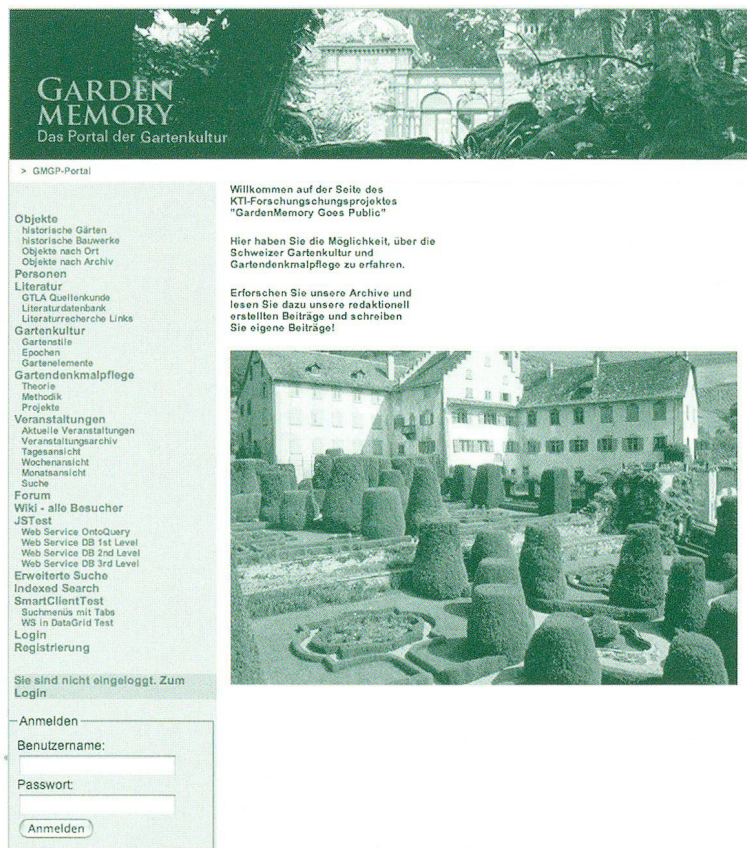 GARDEN
MEMORY
Das Portal der Gartenkultur
> GMGP-Portal
Objekte
historische Gärten
historische Bauwerke
Objekte nach Ort
Objekte nach Archiv
Personen
Literatur
GTLA Quellenkunde
Literaturdatenbank
Literaturrecherche Links
Gartenkultur
Gartenstile
Epochen
Gartenelemente
Gartendenkmalpflege
Theorie
Methodik
Projekte
Veranstaltungen
Aktuelle Veranstaltungen
Veranstaltungsarchiv
Tagesansicht
Wochenansicht
Monatsansicht
Suche
Forum
Wiki - alle Besucher
JSTest
Web Service OntoQuery
Web Service DB 1st Level
Web Service DB 2nd Level
Web Service DB 3rd Level
Erweiterte Suche
Indexed Search
SmartClientTest
Suchmenüs mit Tabs
WS in DataGrid Test
Login
Registrierung
Sie sind nicht eingeloggt. Zum
Login
Anmelden
Benutzername:
Passwort:
Anmelden
Willkommen auf der Seite des
KTI-Forschungschungsprojektes
"GardenMemory Goes Public"
Hier haben Sie die Möglichkeit, über die
Schweizer Gartenkultur und
Gartendenkmalpflege zu erfahren.
Erforschen Sie unsere Archive und
lesen Sie dazu unsere redaktionell
erstellten Beiträge und schreiben
Sie eigene Beiträge!